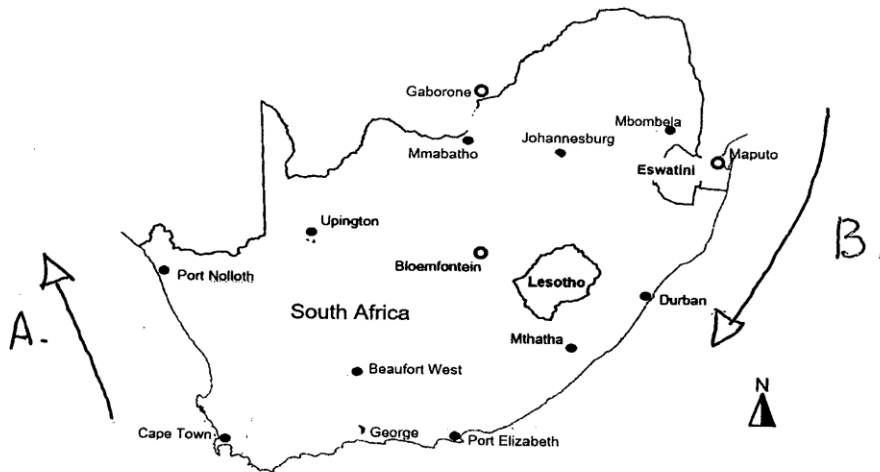 Gaborone
Mbombela
Mmabatho
Johannesburg
Maputo
Eswatini
Upington
B.
Bloemfontein
Port Nolloth
Lesotho
Durban
South Africa
A.
Mthatha
Beaufort West
N
Cape Town
George
Port Elizabeth